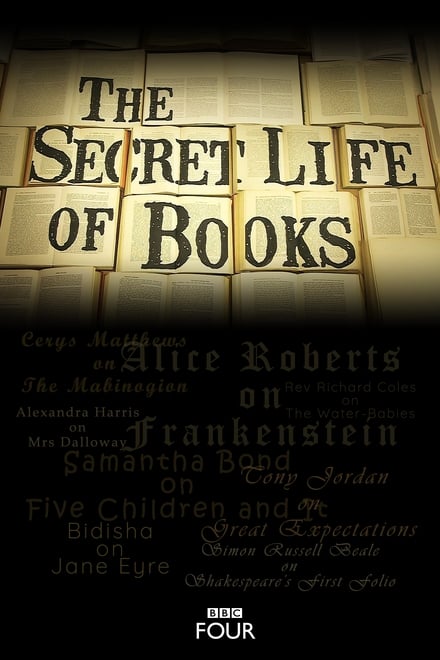 THE
SECRET LIFE
OF BOOKS
Cerys Matthews
on
The Mabinogion
Alice Roberts
on
Frankenstein
Rev Richard Coles
on
The Water-Babies
Alexandra Harris
on
Mrs Dalloway
Samantha Bond
on
Five Children and It
Tony Jordan
on
Great Expectations
Bidisha
on
Jane Eyre
Simon Russell Beale
on
Shakespeare's First Folio
BBC
FOUR